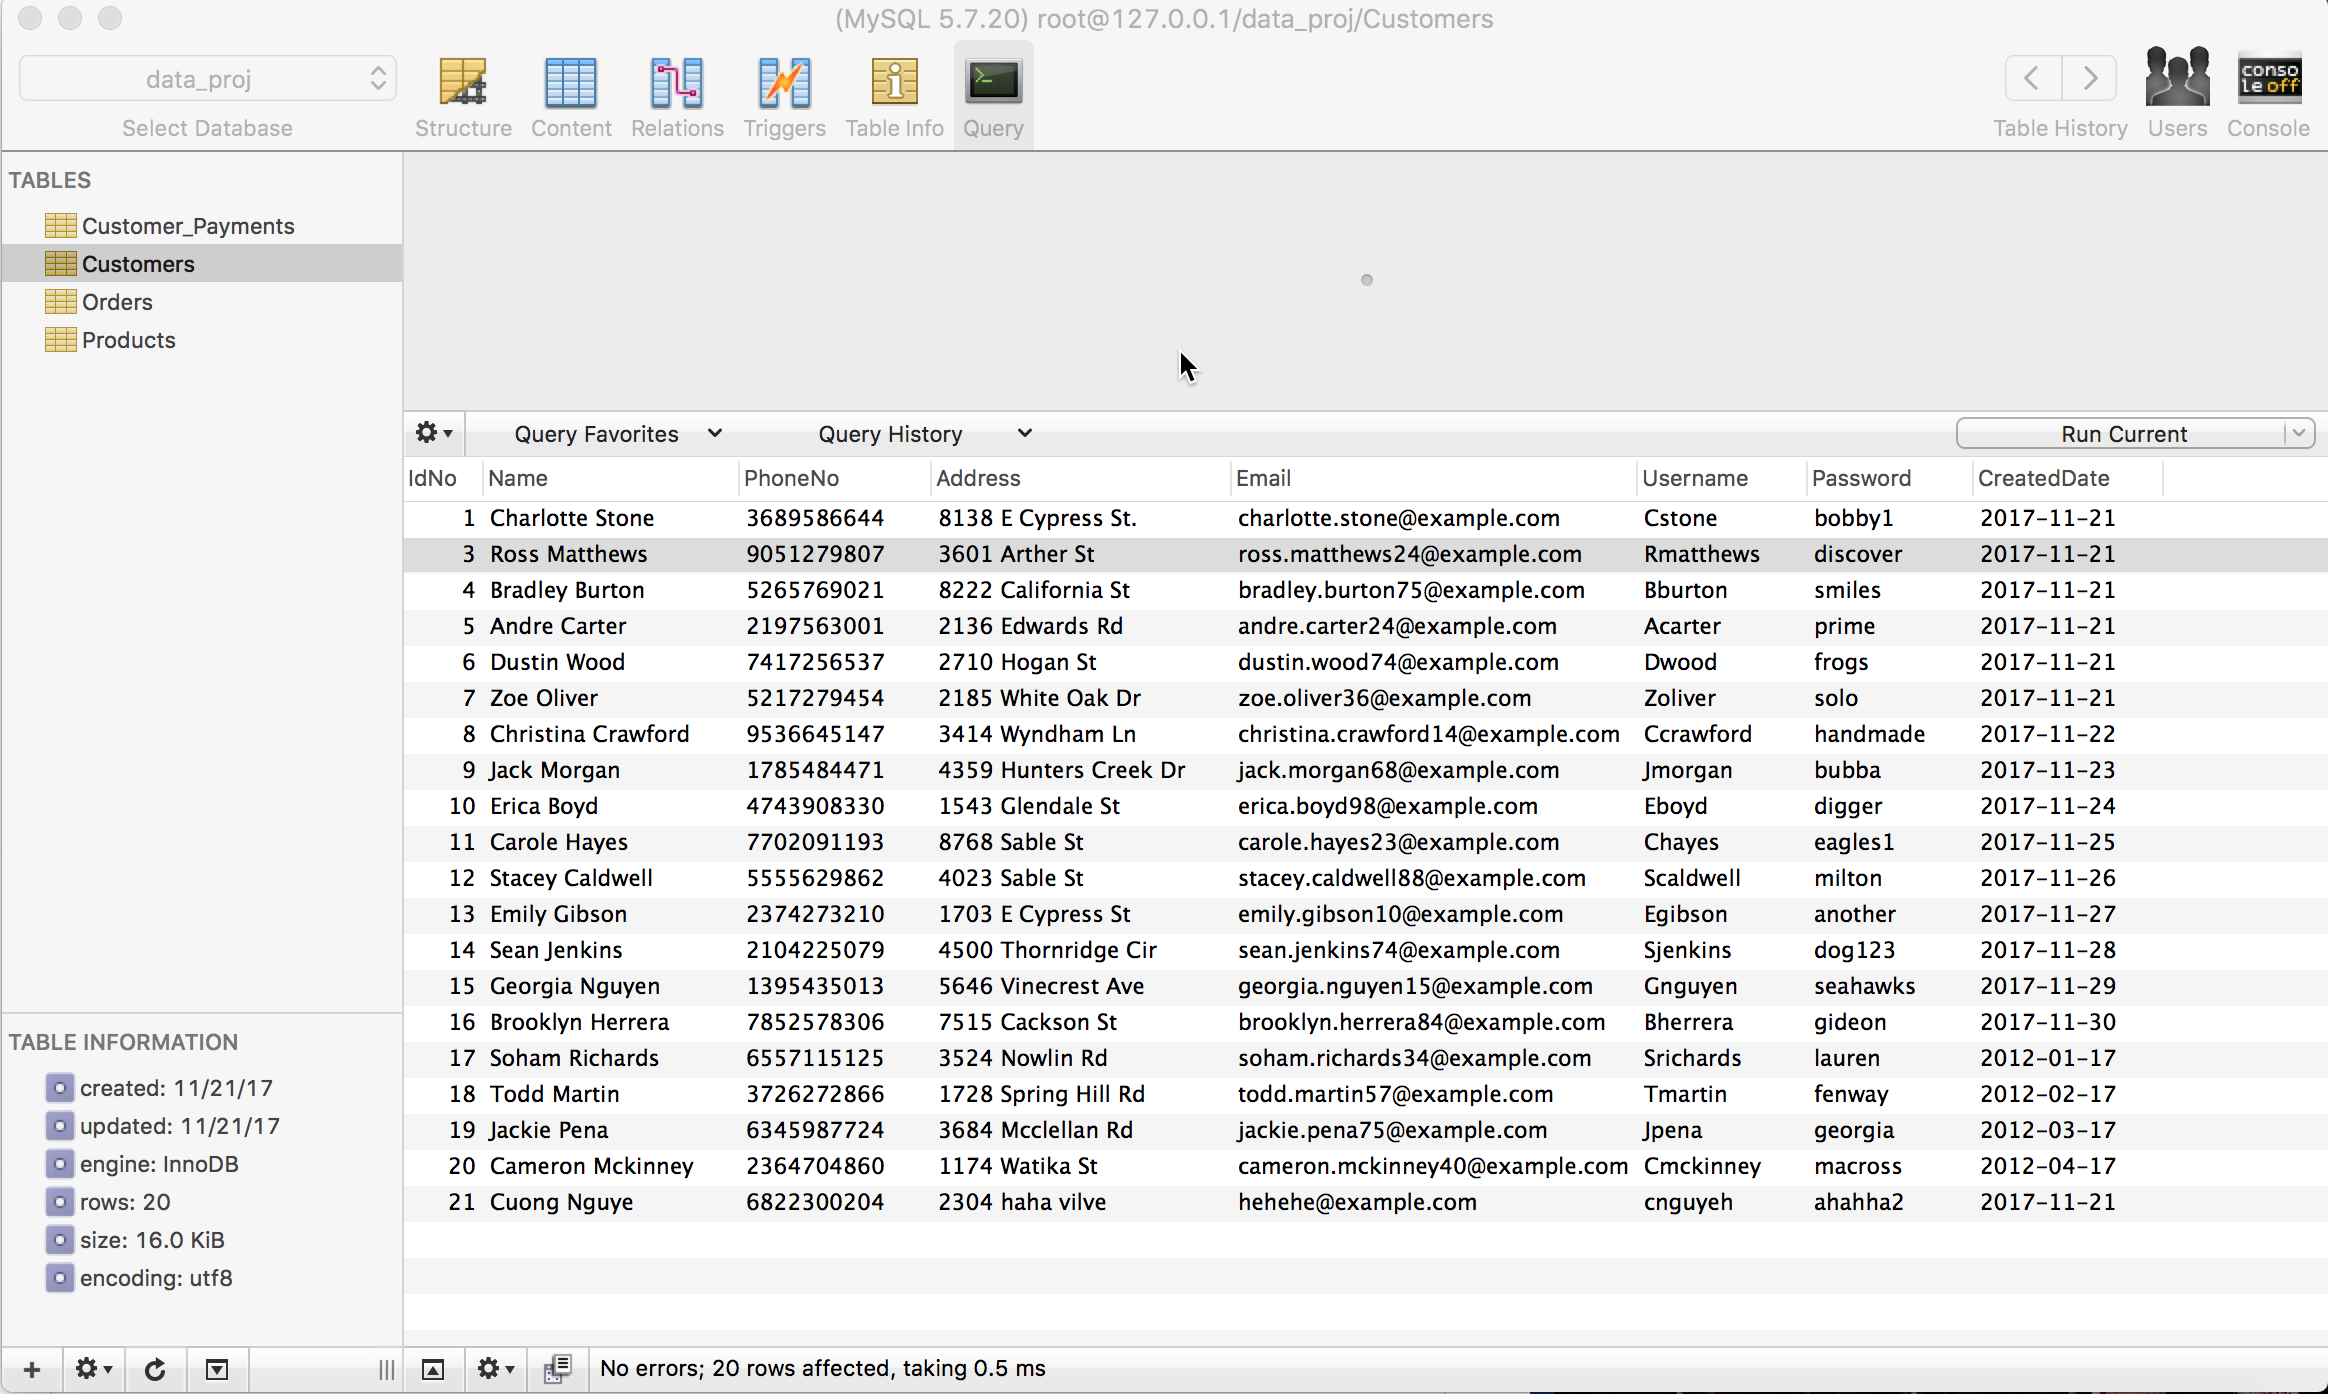 (MySQL 5.7.20) root@127.0.0.1/data_proj/Customers
data_proj
conso
le off
Select Database Structure Content Relations Triggers Table Info Query Table History Users Console
TABLES
Customer_Payments
Customers
Orders
Products
Query Favorites Query History Run Current
IdNo Name PhoneNo Address Email Username Password CreatedDate
1 Charlotte Stone 3689586644 8138 E Cypress St. charlotte.stone@example.com Cstone bobby1 2017-11-21
3 Ross Matthews 9051279807 3601 Arther St ross.matthews24@example.com Rmatthews discover 2017-11-21
4 Bradley Burton 5265769021 8222 California St bradley.burton75@example.com Bburton smiles 2017-11-21
5 Andre Carter 2197563001 2136 Edwards Rd andre.carter24@example.com Acarter prime 2017-11-21
6 Dustin Wood 7417256537 2710 Hogan St dustin.wood74@example.com Dwood frogs 2017-11-21
7 Zoe Oliver 5217279454 2185 White Oak Dr zoe.oliver36@example.com Zoliver solo 2017-11-21
8 Christina Crawford 9536645147 3414 Wyndham Ln christina.crawford14@example.com Ccrawford handmade 2017-11-22
9 Jack Morgan 1785484471 4359 Hunters Creek Dr jack.morgan68@example.com Jmorgan bubba 2017-11-23
10 Erica Boyd 4743908330 1543 Glendale St erica.boyd98@example.com Eboyd digger 2017-11-24
11 Carole Hayes 7702091193 8768 Sable St carole.hayes23@example.com Chayes eagles1 2017-11-25
12 Stacey Caldwell 5555629862 4023 Sable St stacey.caldwell88@example.com Scaldwell milton 2017-11-26
13 Emily Gibson 2374273210 1703 E Cypress St emily.gibson10@example.com Egibson another 2017-11-27
14 Sean Jenkins 2104225079 4500 Thornridge Cir sean.jenkins74@example.com Sjenkins dog123 2017-11-28
15 Georgia Nguyen 1395435013 5646 Vinecrest Ave georgia.nguyen15@example.com Gnguyen seahawks 2017-11-29
16 Brooklyn Herrera 7852578306 7515 Cackson St brooklyn.herrera84@example.com Bherrera gideon 2017-11-30
17 Soham Richards 6557115125 3524 Nowlin Rd soham.richards34@example.com Srichards lauren 2012-01-17
18 Todd Martin 3726272866 1728 Spring Hill Rd todd.martin57@example.com Tmartin fenway 2012-02-17
19 Jackie Pena 6345987724 3684 Mcclellan Rd jackie.pena75@example.com Jpena georgia 2012-03-17
20 Cameron Mckinney 2364704860 1174 Watika St cameron.mckinney40@example.com Cmckinney macross 2012-04-17
21 Cuong Nguye 6822300204 2304 haha vilve hehehe@example.com cnguyeh ahahha2 2017-11-21
TABLE INFORMATION
created: 11/21/17
updated: 11/21/17
engine: InnoDB
rows: 20
size: 16.0 KiB
encoding: utf8
No errors; 20 rows affected, taking 0.5 ms